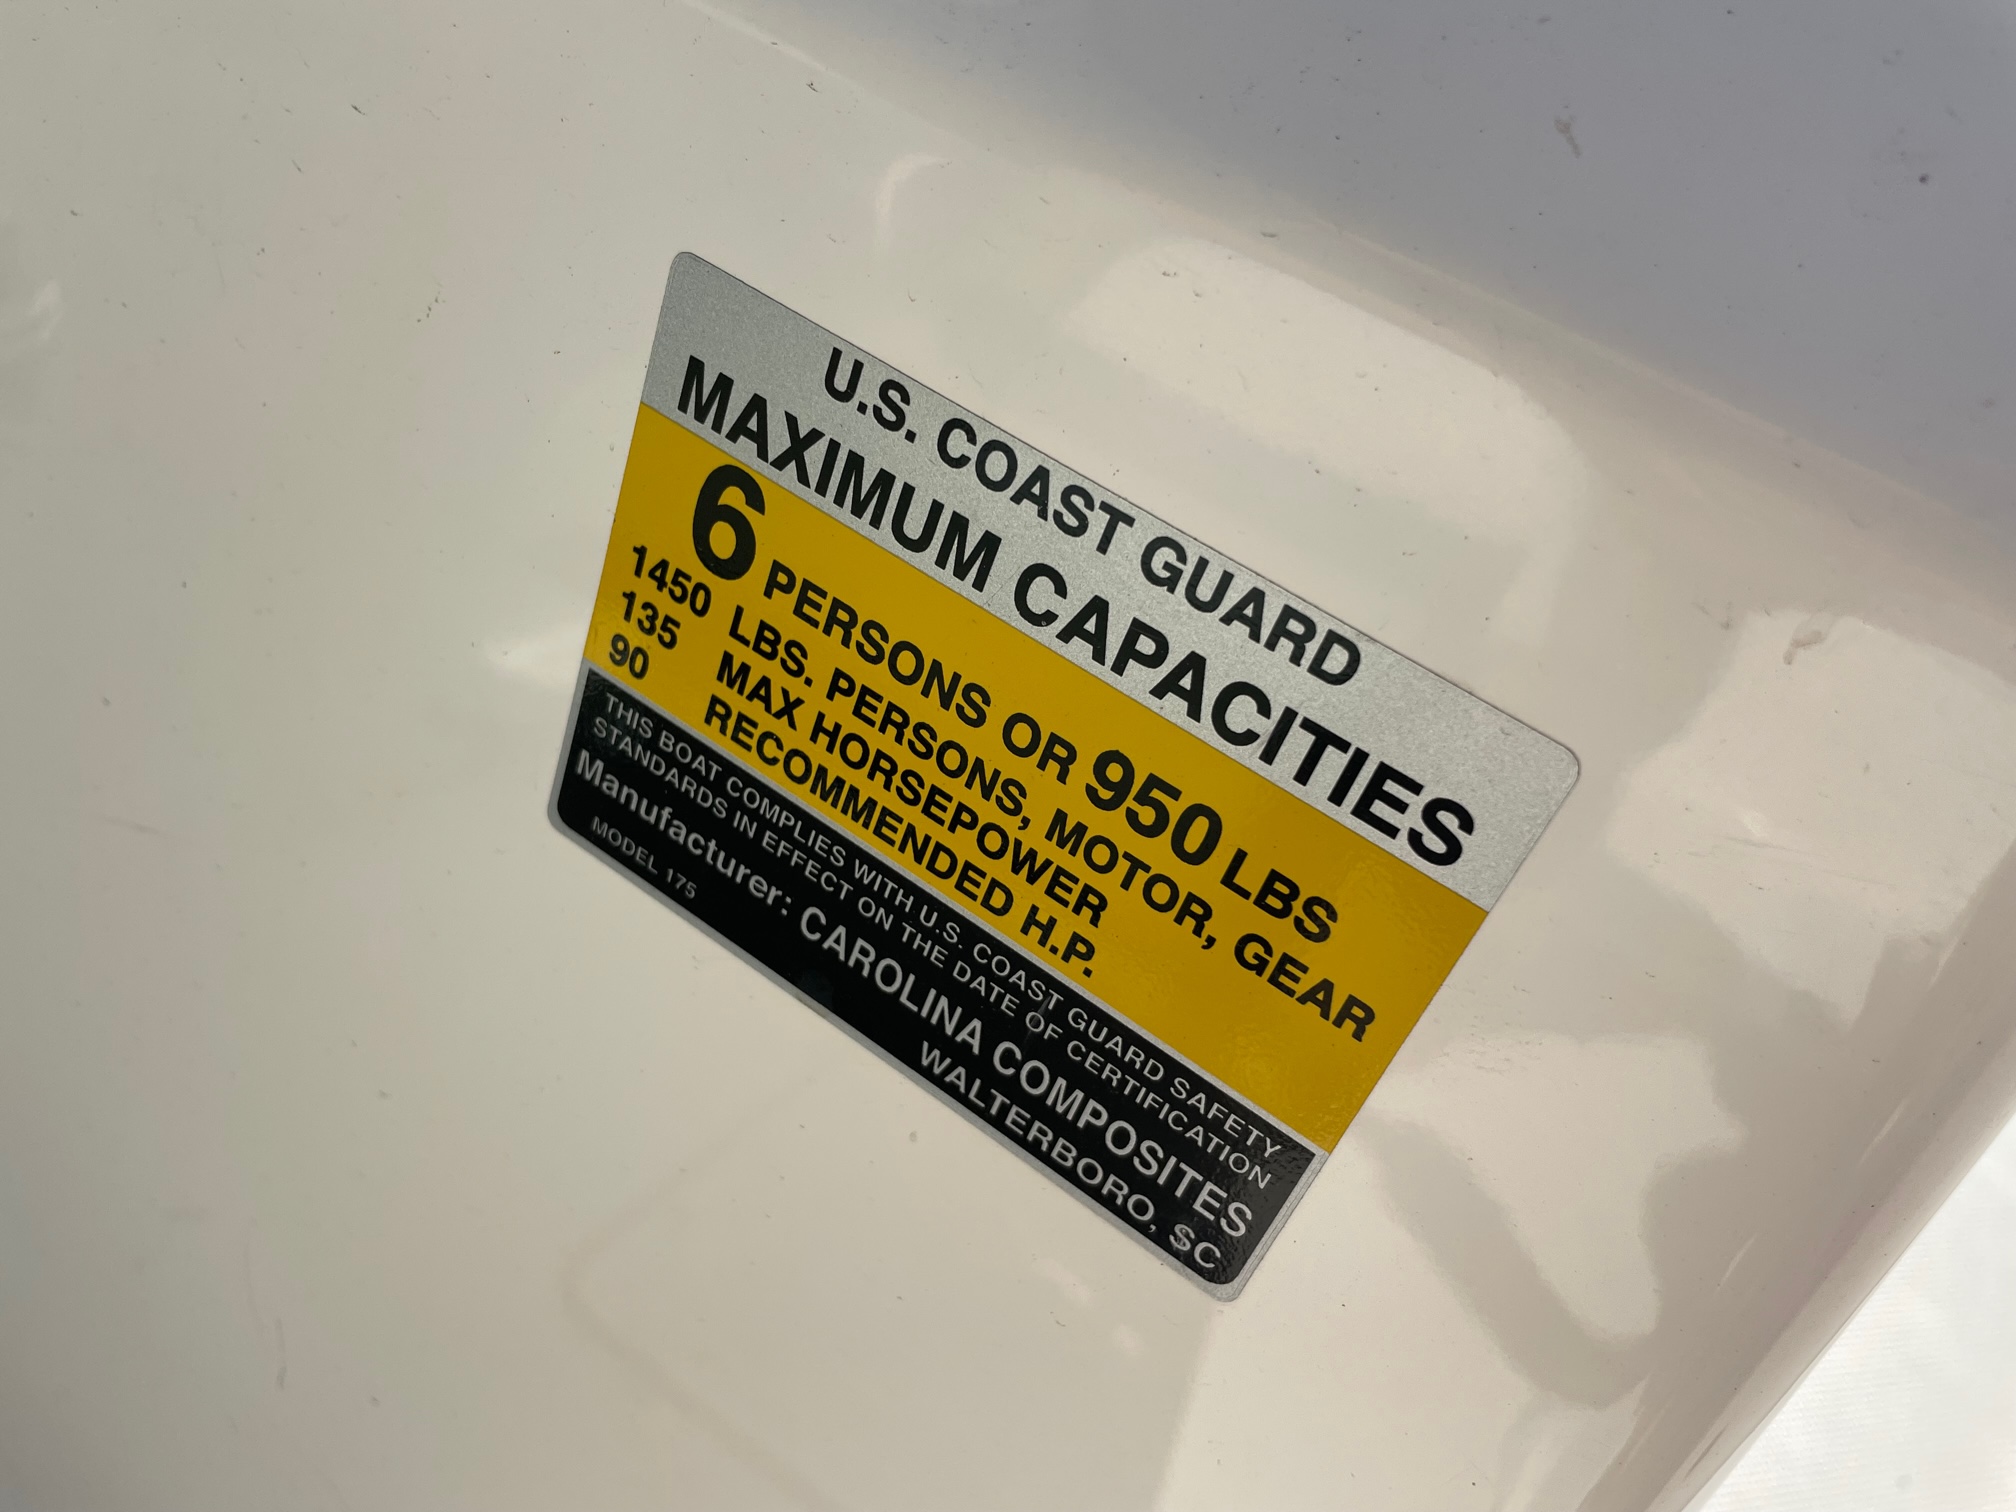 U.S. COAST GUARD
MAXIMUM CAPACITIES
6 PERSONS OR 950 LBS
1450 LBS. PERSONS, MOTOR, GEAR
135 MAX HORSEPOWER
90 RECOMMENDED H.P.
THIS BOAT COMPLIES WITH U.S. COAST GUARD SAFETY
STANDARDS IN EFFECT ON THE DATE OF CERTIFICATION
Manufacturer: CAROLINA COMPOSITES
WALTERBORO, SC
MODEL 175